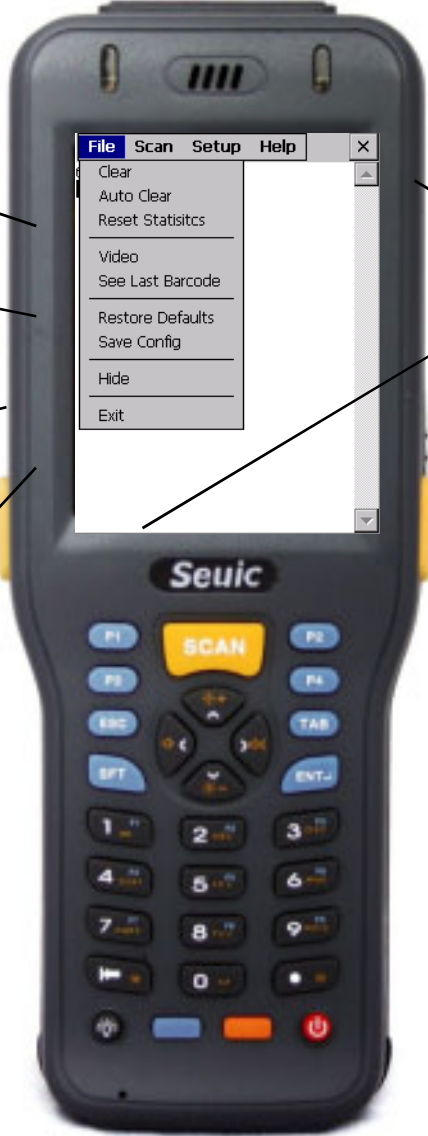 File Scan Setup Help ×
Clear
Auto Clear
Reset Statisitcs
Video
See Last Barcode
Restore Defaults
Save Config
Hide
Exit
Seuic
P1 SCAN P2
P3 P4
ESC TAB
SFT ENT
1 2 3
4 5 6
7 8 9
0 .